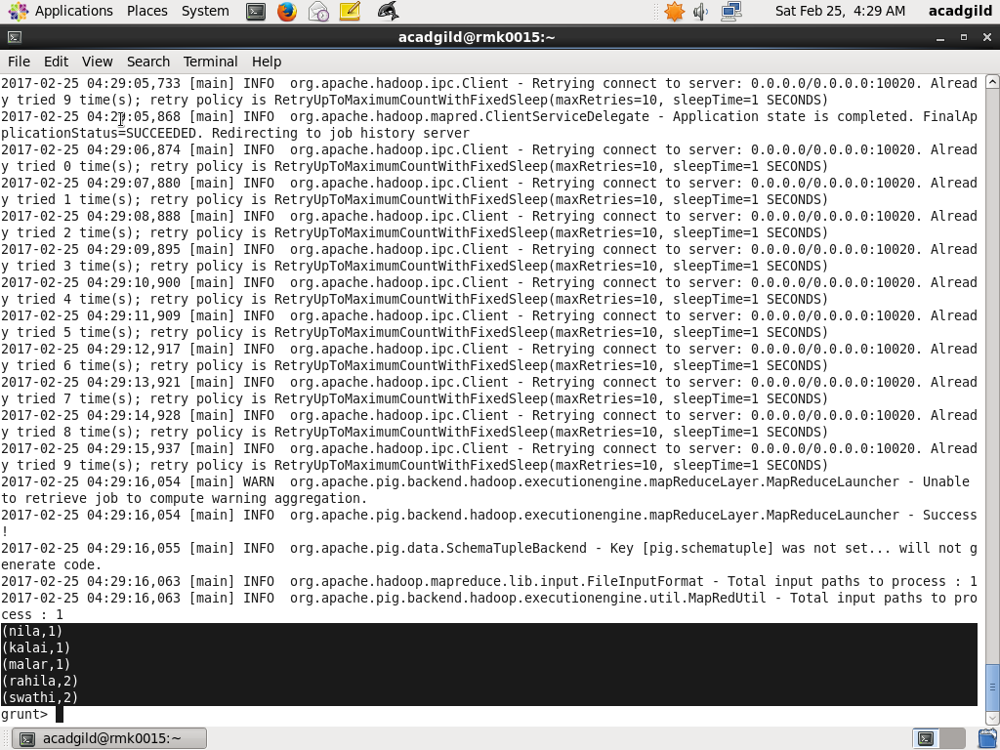 Applications Places System Sat Feb 25, 4:29 AM acadgild
acadgild@rmk0015:~
File Edit View Search Terminal Help
2017-02-25 04:29:05,733 [main] INFO  org.apache.hadoop.ipc.Client - Retrying connect to server: 0.0.0.0/0.0.0.0:10020. Alread
y tried 9 time(s); retry policy is RetryUpToMaximumCountWithFixedSleep(maxRetries=10, sleepTime=1 SECONDS)
2017-02-25 04:29:05,868 [main] INFO  org.apache.hadoop.mapred.ClientServiceDelegate - Application state is completed. FinalAp
plicationStatus=SUCCEEDED. Redirecting to job history server
2017-02-25 04:29:06,874 [main] INFO  org.apache.hadoop.ipc.Client - Retrying connect to server: 0.0.0.0/0.0.0.0:10020. Alread
y tried 0 time(s); retry policy is RetryUpToMaximumCountWithFixedSleep(maxRetries=10, sleepTime=1 SECONDS)
2017-02-25 04:29:07,880 [main] INFO  org.apache.hadoop.ipc.Client - Retrying connect to server: 0.0.0.0/0.0.0.0:10020. Alread
y tried 1 time(s); retry policy is RetryUpToMaximumCountWithFixedSleep(maxRetries=10, sleepTime=1 SECONDS)
2017-02-25 04:29:08,888 [main] INFO  org.apache.hadoop.ipc.Client - Retrying connect to server: 0.0.0.0/0.0.0.0:10020. Alread
y tried 2 time(s); retry policy is RetryUpToMaximumCountWithFixedSleep(maxRetries=10, sleepTime=1 SECONDS)
2017-02-25 04:29:09,895 [main] INFO  org.apache.hadoop.ipc.Client - Retrying connect to server: 0.0.0.0/0.0.0.0:10020. Alread
y tried 3 time(s); retry policy is RetryUpToMaximumCountWithFixedSleep(maxRetries=10, sleepTime=1 SECONDS)
2017-02-25 04:29:10,900 [main] INFO  org.apache.hadoop.ipc.Client - Retrying connect to server: 0.0.0.0/0.0.0.0:10020. Alread
y tried 4 time(s); retry policy is RetryUpToMaximumCountWithFixedSleep(maxRetries=10, sleepTime=1 SECONDS)
2017-02-25 04:29:11,909 [main] INFO  org.apache.hadoop.ipc.Client - Retrying connect to server: 0.0.0.0/0.0.0.0:10020. Alread
y tried 5 time(s); retry policy is RetryUpToMaximumCountWithFixedSleep(maxRetries=10, sleepTime=1 SECONDS)
2017-02-25 04:29:12,917 [main] INFO  org.apache.hadoop.ipc.Client - Retrying connect to server: 0.0.0.0/0.0.0.0:10020. Alread
y tried 6 time(s); retry policy is RetryUpToMaximumCountWithFixedSleep(maxRetries=10, sleepTime=1 SECONDS)
2017-02-25 04:29:13,921 [main] INFO  org.apache.hadoop.ipc.Client - Retrying connect to server: 0.0.0.0/0.0.0.0:10020. Alread
y tried 7 time(s); retry policy is RetryUpToMaximumCountWithFixedSleep(maxRetries=10, sleepTime=1 SECONDS)
2017-02-25 04:29:14,928 [main] INFO  org.apache.hadoop.ipc.Client - Retrying connect to server: 0.0.0.0/0.0.0.0:10020. Alread
y tried 8 time(s); retry policy is RetryUpToMaximumCountWithFixedSleep(maxRetries=10, sleepTime=1 SECONDS)
2017-02-25 04:29:15,937 [main] INFO  org.apache.hadoop.ipc.Client - Retrying connect to server: 0.0.0.0/0.0.0.0:10020. Alread
y tried 9 time(s); retry policy is RetryUpToMaximumCountWithFixedSleep(maxRetries=10, sleepTime=1 SECONDS)
2017-02-25 04:29:16,054 [main] WARN  org.apache.pig.backend.hadoop.executionengine.mapReduceLayer.MapReduceLauncher - Unable
to retrieve job to compute warning aggregation.
2017-02-25 04:29:16,054 [main] INFO  org.apache.pig.backend.hadoop.executionengine.mapReduceLayer.MapReduceLauncher - Success
!
2017-02-25 04:29:16,055 [main] INFO  org.apache.pig.data.SchemaTupleBackend - Key [pig.schematuple] was not set... will not g
enerate code.
2017-02-25 04:29:16,063 [main] INFO  org.apache.hadoop.mapreduce.lib.input.FileInputFormat - Total input paths to process : 1
2017-02-25 04:29:16,063 [main] INFO  org.apache.pig.backend.hadoop.executionengine.util.MapRedUtil - Total input paths to pro
cess : 1
(nila,1)
(kalai,1)
(malar,1)
(rahila,2)
(swathi,2)
grunt>
acadgild@rmk0015:~